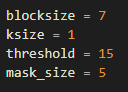 blocksize = 7
ksize = 1
threshold = 15
mask_size = 5